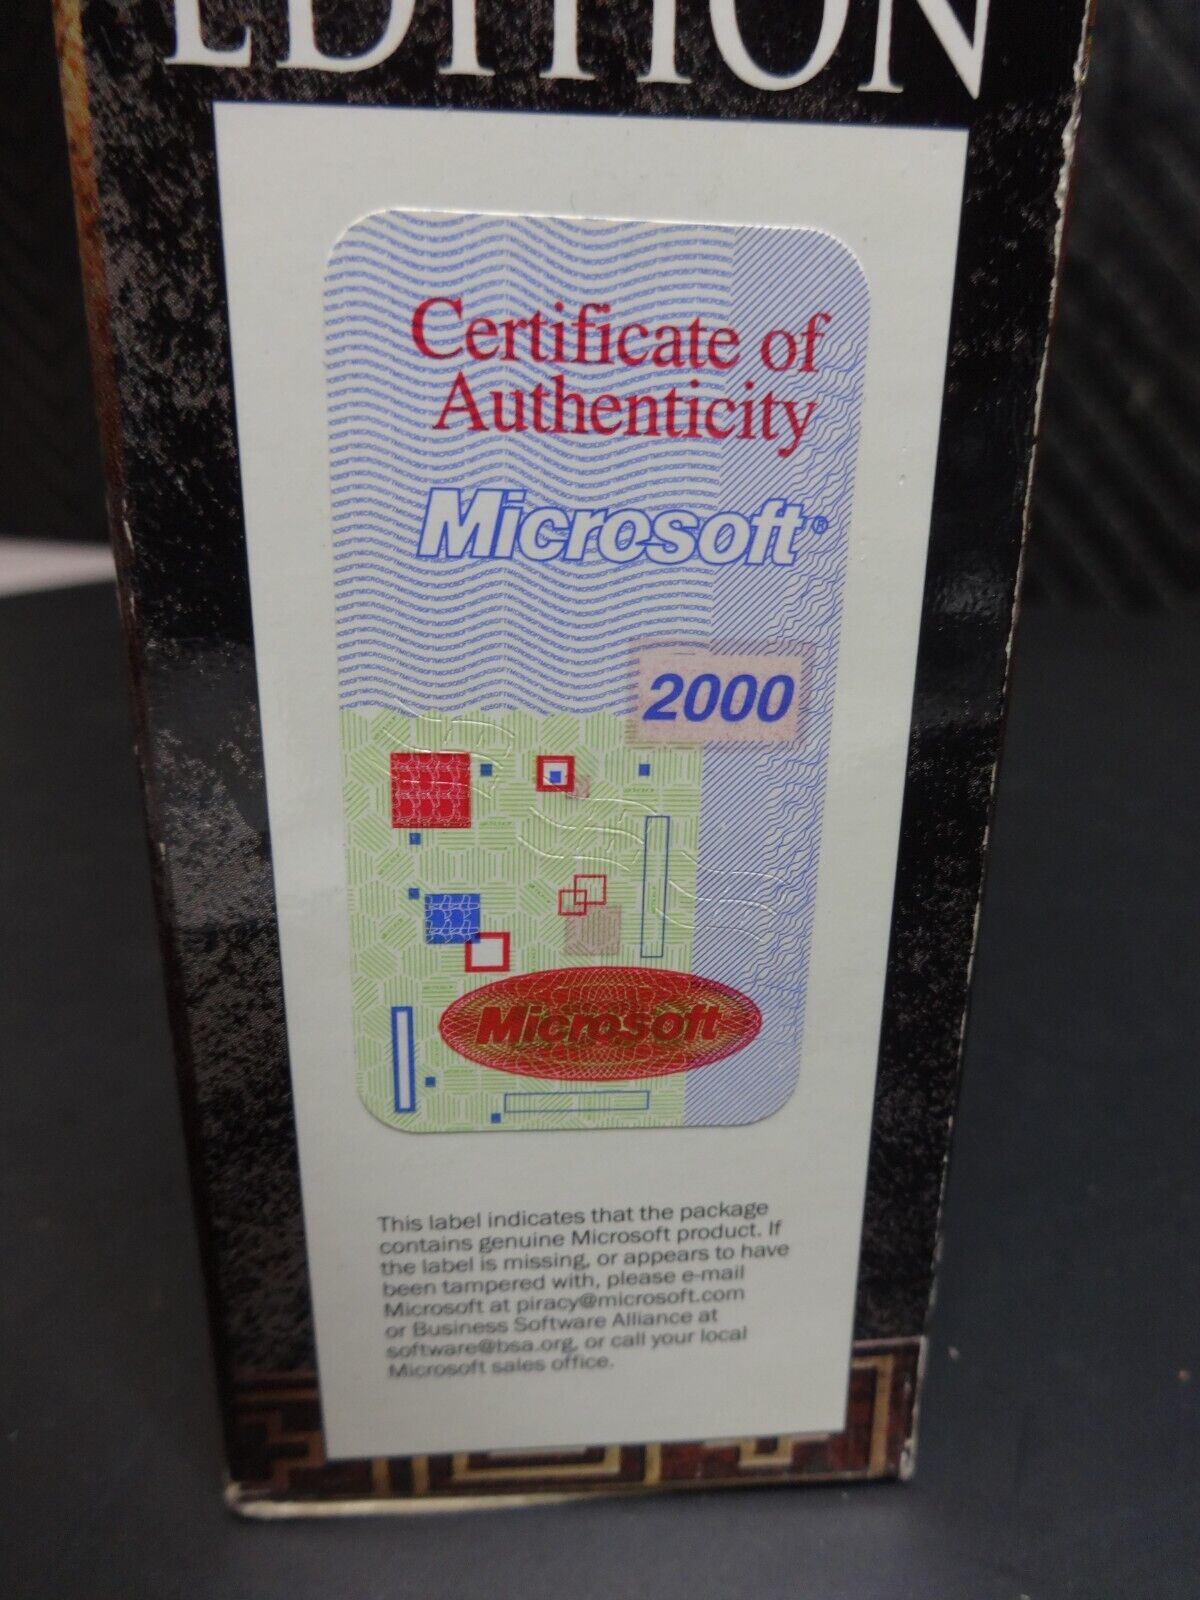 EDITION
Certificate of
Authenticity
Microsoft®
2000
Microsoft
This label indicates that the package
contains genuine Microsoft product. If
the label is missing, or appears to have
been tampered with, please e-mail
Microsoft at piracy@microsoft.com
or Business Software Alliance at
software@bsa.org, or call your local
Microsoft sales office.